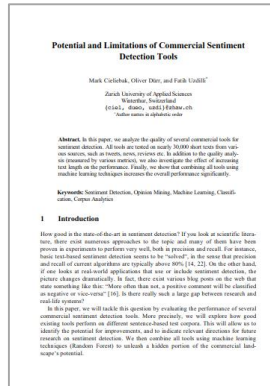 Potential and Limitations of Commercial Sentiment
Detection Tools
Mark Cieliebak, Oliver Dürr, and Fatih Uzdilli*
Zurich University of Applied Sciences
Winterthur, Switzerland
{ciel, dueo, uzdi}@zhaw.ch
*Author names in alphabetic order
Abstract. In this paper, we analyze the quality of several commercial tools for
sentiment detection. All tools are tested on nearly 30,000 short texts from vari-
ous sources, such as tweets, news, reviews etc. In addition to the quality analy-
sis (measured by various metrics), we also investigate the effect of increasing
text length on the performance. Finally, we show that combining all tools using
machine learning techniques increases the overall performance significantly.
Keywords: Sentiment Detection, Opinion Mining, Machine Learning, Classifi-
cation, Corpus Analytics
1 Introduction
How good is the state-of-the-art in sentiment detection? If you look at scientific litera-
ture, there exist numerous approaches to the topic and many of them have been
proven in experiments to perform very well, both in precision and recall. For instance,
basic text-based sentiment detection seems to be "solved", in the sense that precision
and recall of current algorithms are typically above 80% [14, 22]. On the other hand,
if one looks at real-world applications that use or include sentiment detection, the
picture changes dramatically. In fact, there exist various blog posts on the web that
state something like this: "More often than not, a positive comment will be classified
as negative or vice-versa" [16]. Is there really such a large gap between research and
real-life systems?
In this paper, we will tackle this question by evaluating the performance of several
commercial sentiment detection tools. More precisely, we will explore how good
existing tools perform on different sentence-based test corpora. This will allow us to
identify the potential for improvements, and to indicate relevant directions for future
research on sentiment detection. We then combine all tools using machine learning
techniques (Random Forest) to unleash a hidden portion of the commercial land-
scape's potential.